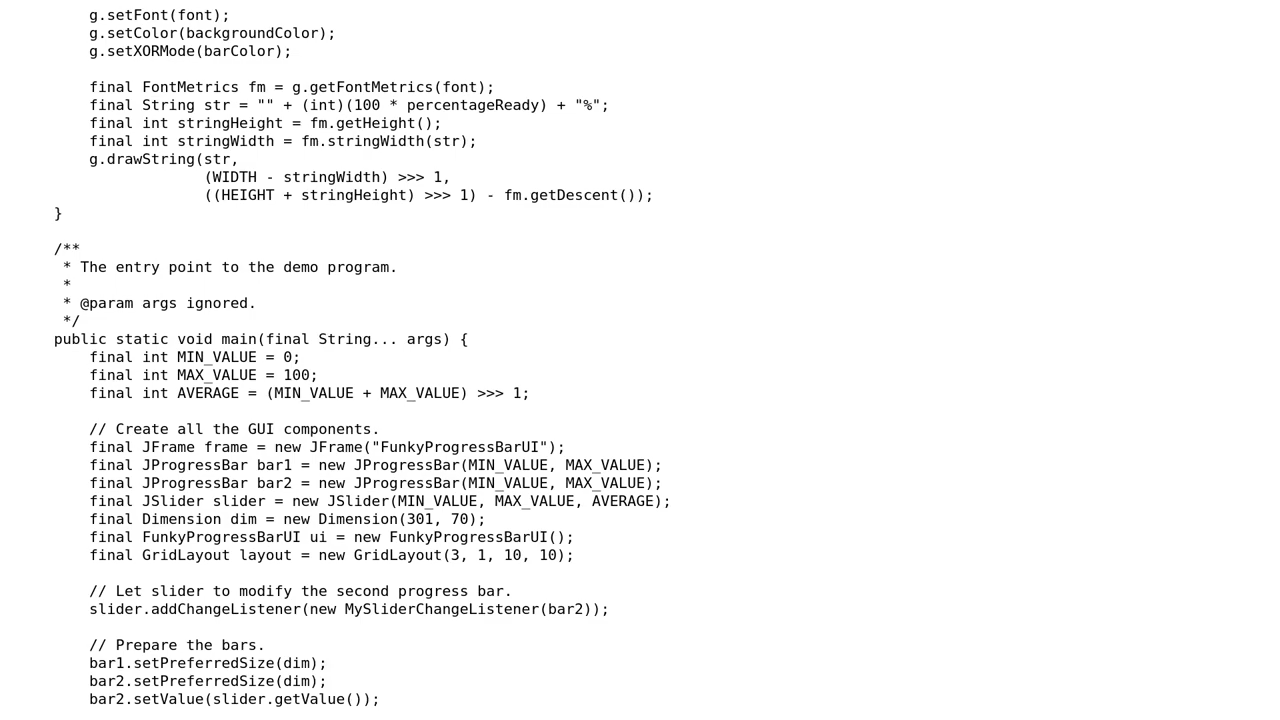 g.setFont(font);
g.setColor(backgroundColor);
g.setXORMode(barColor);
final FontMetrics fm = g.getFontMetrics(font);
final String str = "" + (int)(100 * percentageReady) + "%";
final int stringHeight = fm.getHeight();
final int stringWidth = fm.stringWidth(str);
g.drawString(str,
(WIDTH - stringWidth) >>> 1,
((HEIGHT + stringHeight) >>> 1) - fm.getDescent());
}
/**
* The entry point to the demo program.
*
* @param args ignored.
*/
public static void main(final String... args) {
final int MIN_VALUE = 0;
final int MAX_VALUE = 100;
final int AVERAGE = (MIN_VALUE + MAX_VALUE) >>> 1;
// Create all the GUI components.
final JFrame frame = new JFrame("FunkyProgressBarUI");
final JProgressBar bar1 = new JProgressBar(MIN_VALUE, MAX_VALUE);
final JProgressBar bar2 = new JProgressBar(MIN_VALUE, MAX_VALUE);
final JSlider slider = new JSlider(MIN_VALUE, MAX_VALUE, AVERAGE);
final Dimension dim = new Dimension(301, 70);
final FunkyProgressBarUI ui = new FunkyProgressBarUI();
final GridLayout layout = new GridLayout(3, 1, 10, 10);
// Let slider to modify the second progress bar.
slider.addChangeListener(new MySliderChangeListener(bar2));
// Prepare the bars.
bar1.setPreferredSize(dim);
bar2.setPreferredSize(dim);
bar2.setValue(slider.getValue());